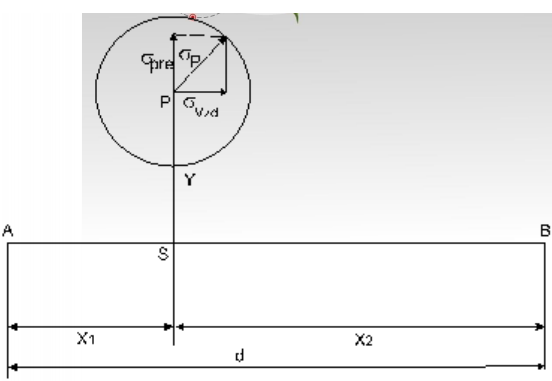 σpre σP
P σV/d
Y
A B
S
X1 X2
d